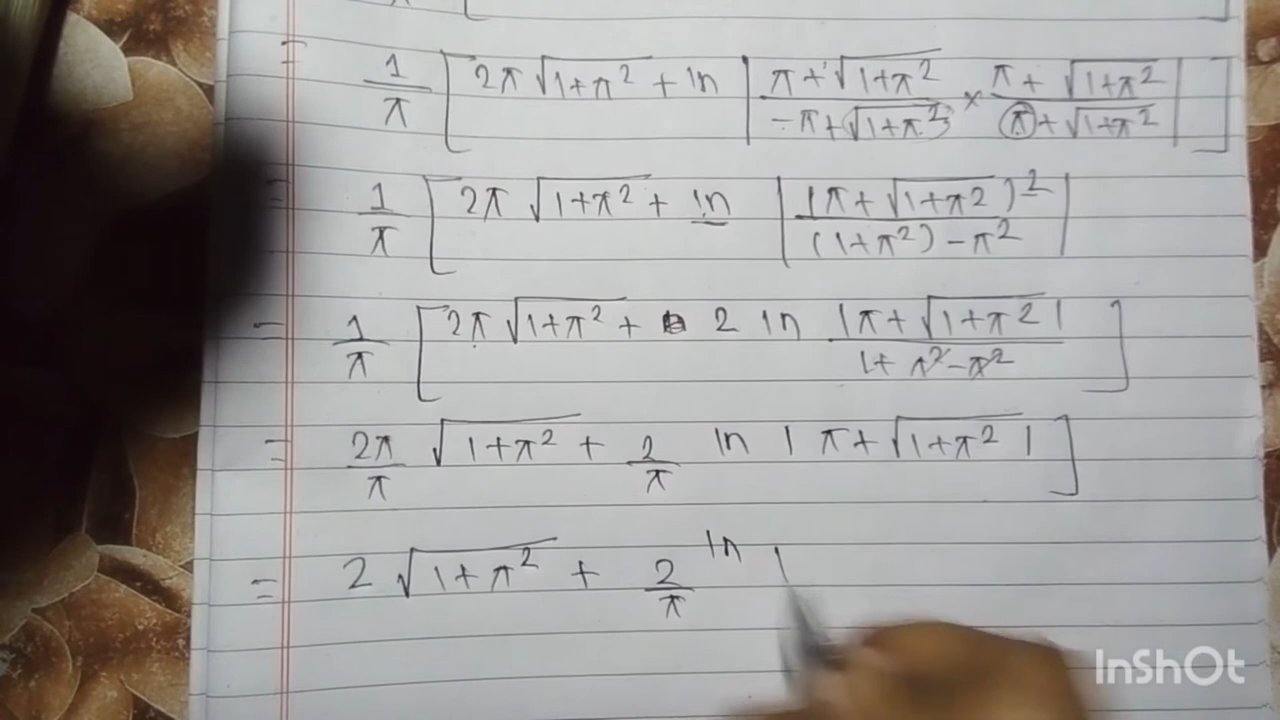 = 1/π [ 2π √(1+π²) + ln | (π+√(1+π²))/(-π+√(1+π²)) × (π+√(1+π²))/(π+√(1+π²)) | ]
= 1/π [ 2π √(1+π²) + ln | (π+√(1+π²))²/((1+π²)-π²) |
= 1/π [ 2π √(1+π²) + 2 ln |π+√(1+π²)|/(1+π²-π²) ]
= 2π/π √(1+π²) + 2/π ln | π+√(1+π²) | ]
= 2 √(1+π²) + 2/π ln |
InShOt